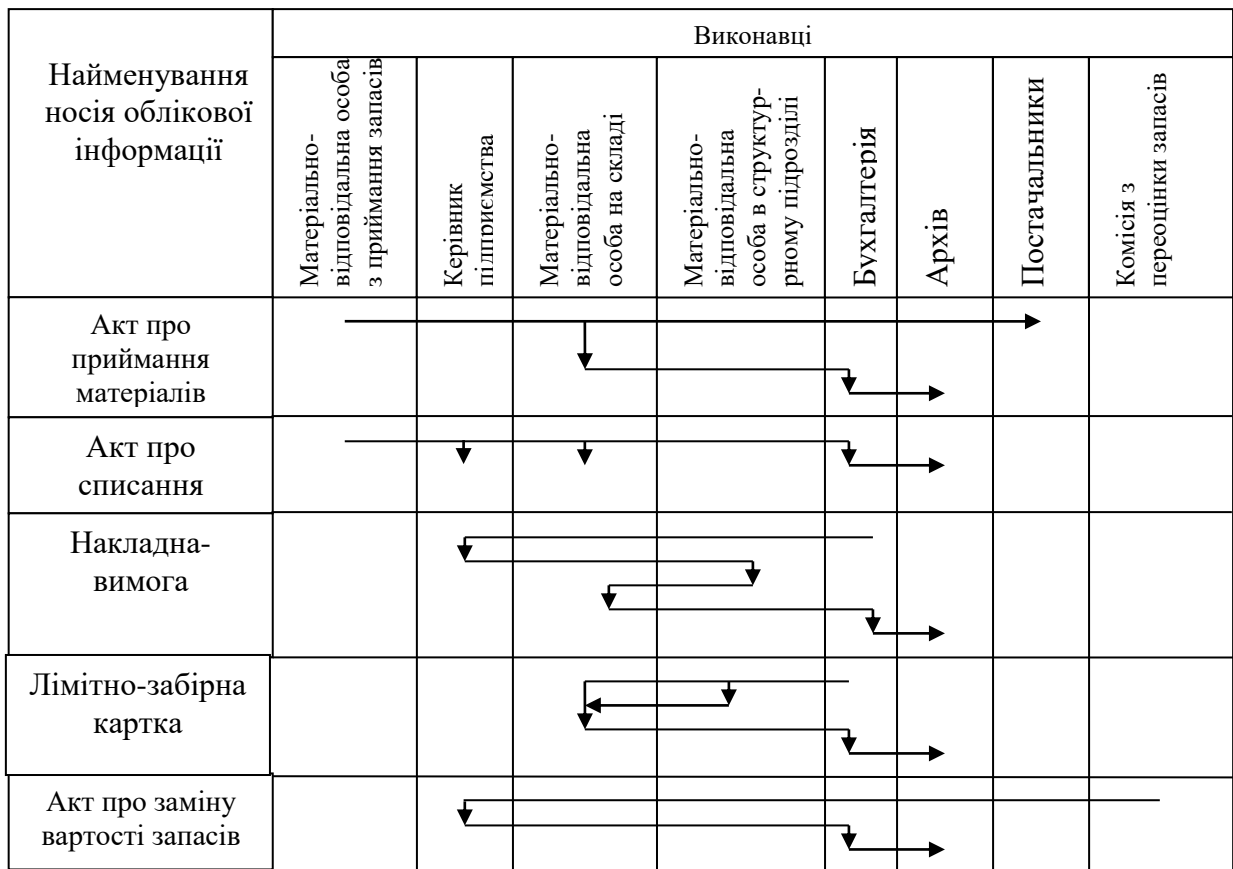 Найменування
носія облікової
інформації
Виконавці
Матеріально-
відповідальна особа
з приймання запасів
Керівник
пілприємства
Матеріально-
відповідальна
особа на складі
Матеріально-
відповідальна
особа в структур-
рному підрозділі
Бухгалтерія
Архів
Постачальники
Комісія з
переоцінки запасів
Акт про
приймання
матеріалів
Акт про
списання
Накладна-
вимога
Лімітно-забірна
картка
Акт про заміну
вартості запасів